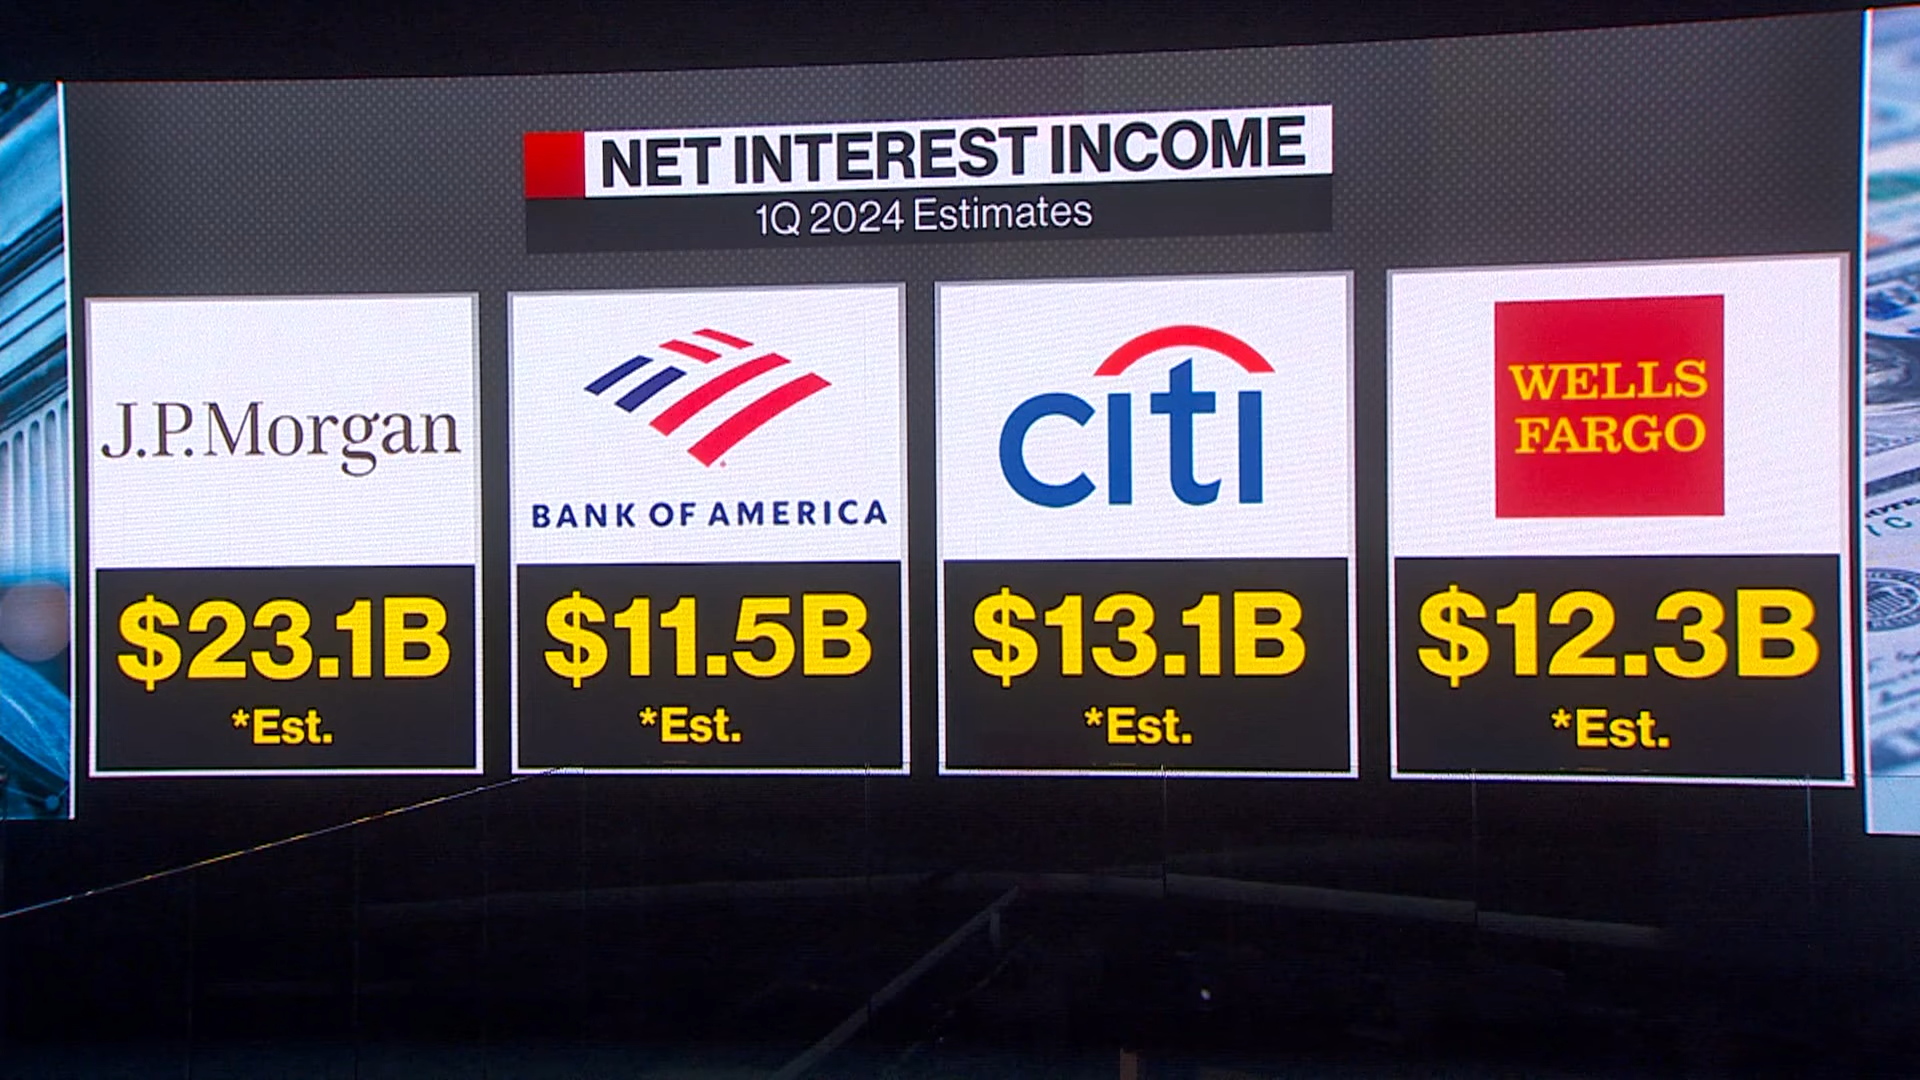 NET INTEREST INCOME
1Q 2024 Estimates
J.P.Morgan
BANK OF AMERICA
citi
WELLS
FARGO
$23.1B
$11.5B
$13.1B
$12.3B
*Est.
*Est.
*Est.
*Est.